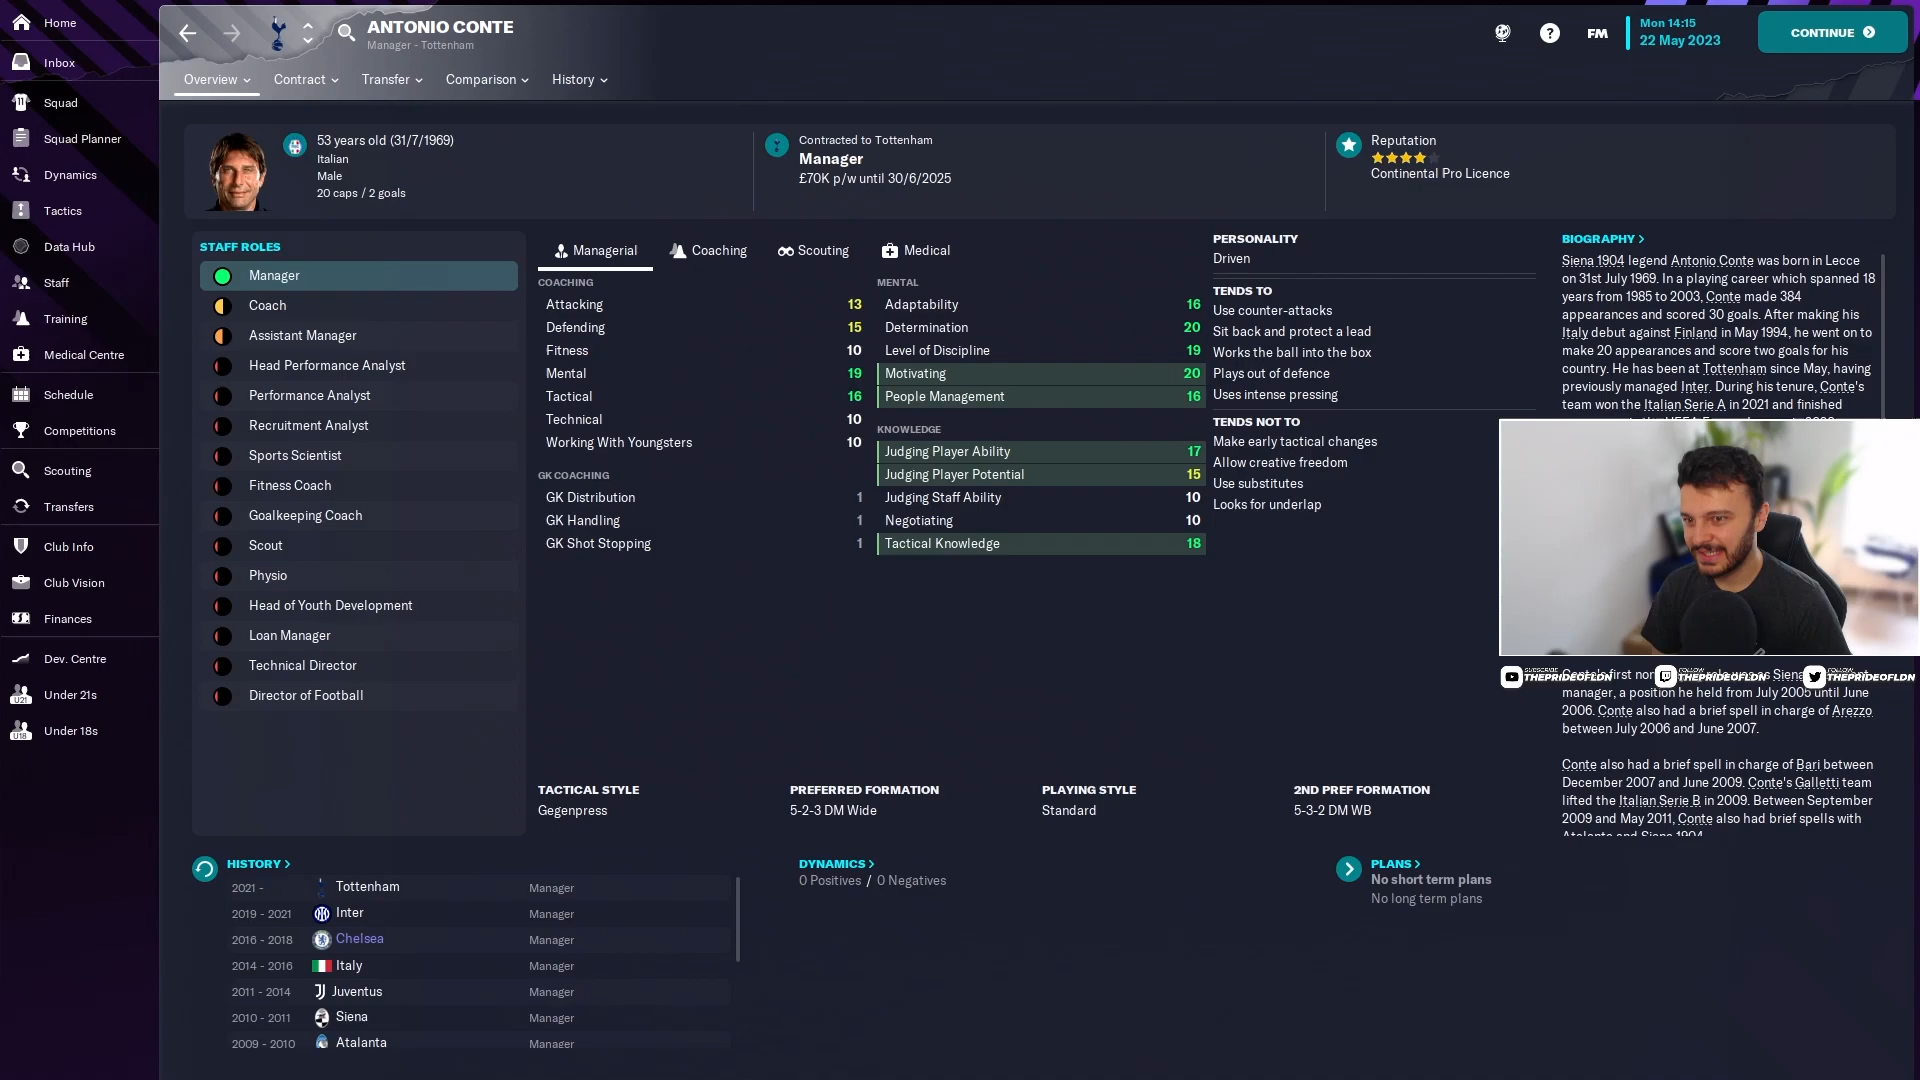 Home
Inbox
Squad
Squad Planner
Dynamics
Tactics
Data Hub
Staff
Training
Medical Centre
Schedule
Competitions
Scouting
Transfers
Club Info
Club Vision
Finances
Dev. Centre
U21
Under 21s
U18
Under 18s
ANTONIO CONTE
Manager - Tottenham
?
FM
Mon 14:15
22 May 2023
CONTINUE
Overview
Contract
Transfer
Comparison
History
53 years old (31/7/1969)
Italian
Male
20 caps / 2 goals
Contracted to Tottenham
Manager
£70K p/w until 30/6/2025
Reputation
Continental Pro Licence
STAFF ROLES
Manager
Coach
Assistant Manager
Head Performance Analyst
Performance Analyst
Recruitment Analyst
Sports Scientist
Fitness Coach
Goalkeeping Coach
Scout
Physio
Head of Youth Development
Loan Manager
Technical Director
Director of Football
Managerial
Coaching
Scouting
Medical
COACHING
Attacking 13
Defending 15
Fitness 10
Mental 19
Tactical 16
Technical 10
Working With Youngsters 10
GK COACHING
GK Distribution 1
GK Handling 1
GK Shot Stopping 1
MENTAL
Adaptability 16
Determination 20
Level of Discipline 19
Motivating 20
People Management 16
KNOWLEDGE
Judging Player Ability 17
Judging Player Potential 15
Judging Staff Ability 10
Negotiating 10
Tactical Knowledge 18
PERSONALITY
Driven
TENDS TO
Use counter-attacks
Sit back and protect a lead
Works the ball into the box
Plays out of defence
Uses intense pressing
TENDS NOT TO
Make early tactical changes
Allow creative freedom
Use substitutes
Looks for underlap
BIOGRAPHY >
Siena 1904 legend Antonio Conte was born in Lecce
on 31st July 1969. In a playing career which spanned 18
years from 1985 to 2003, Conte made 384
appearances and scored 30 goals. After making his
Italy debut against Finland in May 1994, he went on to
make 20 appearances and score two goals for his
country. He has been at Tottenham since May, having
previously managed Inter. During his tenure, Conte's
team won the Italian Serie A in 2021 and finished
SUBSCRIBE
THEPRIDEOFLDN
FOLLOW
THEPRIDEOFLDN
FOLLOW
THEPRIDEOFLDN
Conte's first
manager, a position he held from July 2005 until June
2006. Conte also had a brief spell in charge of Arezzo
between July 2006 and June 2007.
Conte also had a brief spell in charge of Bari between
December 2007 and June 2009. Conte's Galletti team
lifted the Italian Serie B in 2009. Between September
2009 and May 2011, Conte also had brief spells with
Atalanta and Siena 1904.
TACTICAL STYLE
Gegenpress
PREFERRED FORMATION
5-2-3 DM Wide
PLAYING STYLE
Standard
2ND PREF FORMATION
5-3-2 DM WB
HISTORY >
2021 - Tottenham Manager
2019 - 2021 Inter Manager
2016 - 2018 Chelsea Manager
2014 - 2016 Italy Manager
2011 - 2014 Juventus Manager
2010 - 2011 Siena Manager
2009 - 2010 Atalanta Manager
DYNAMICS >
0 Positives / 0 Negatives
PLANS >
No short term plans
No long term plans